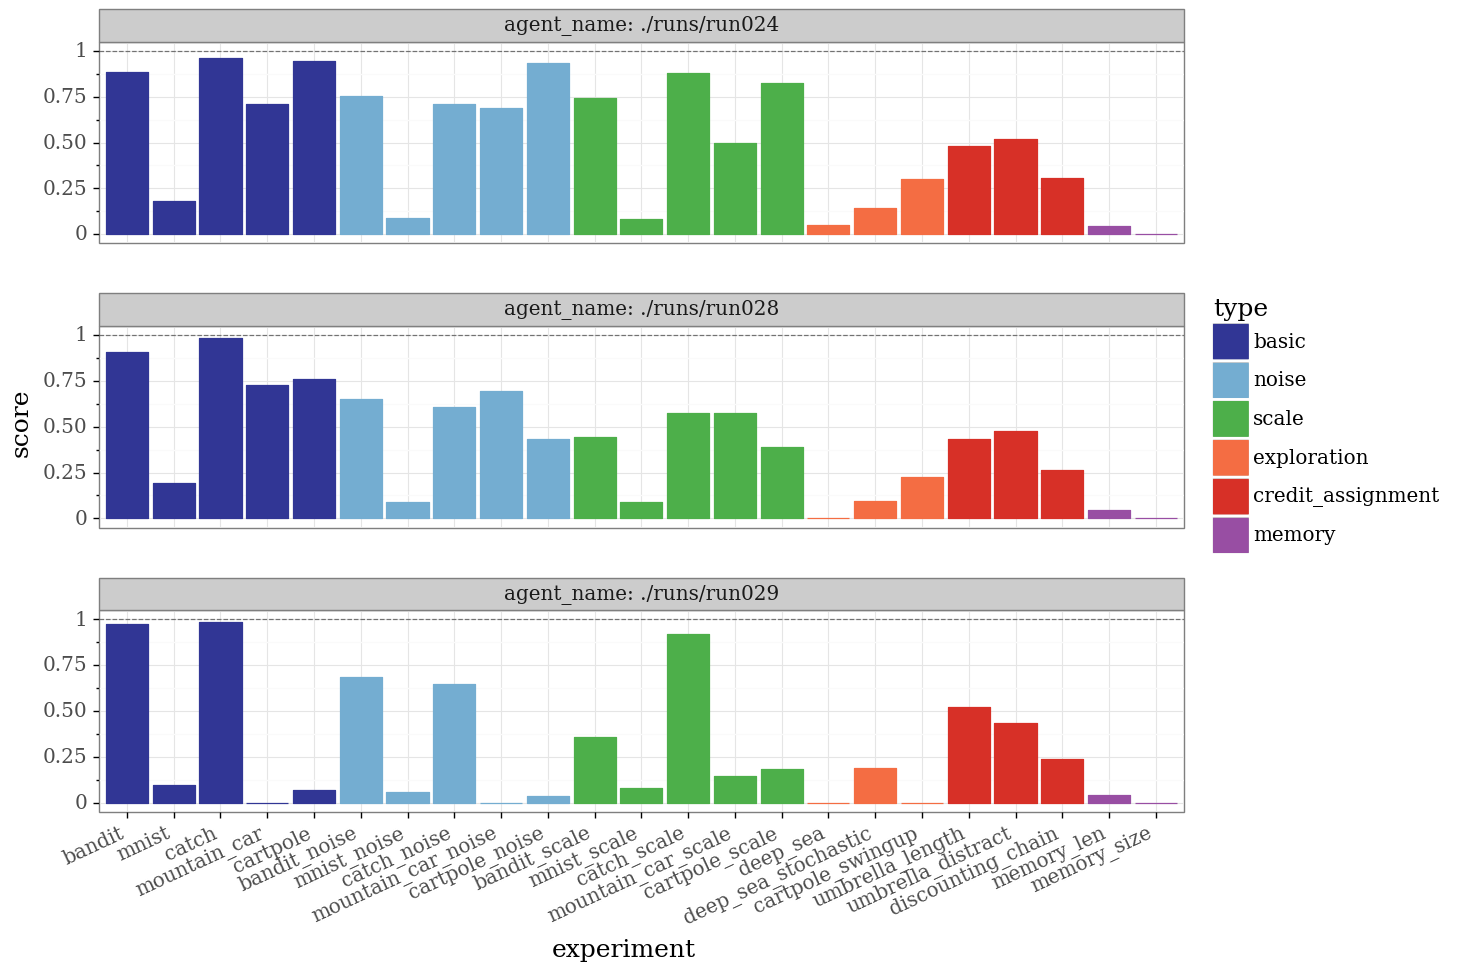 agent_name: ./runs/run024
1
0.75
0.50
0.25
0
agent_name: ./runs/run028
1
0.75
0.50
0.25
0
score
agent_name: ./runs/run029
1
0.75
0.50
0.25
0
bandit
mnist
catch
mountain_car
cartpole
bandit_noise
mnist_noise
catch_noise
mountain_car_noise
cartpole_noise
bandit_scale
mnist_scale
catch_scale
mountain_car_scale
cartpole_scale
deep_sea
deep_sea_stochastic
cartpole_swingup
umbrella_length
umbrella_distract
discounting_chain
memory_len
memory_size
experiment
type
basic
noise
scale
exploration
credit_assignment
memory